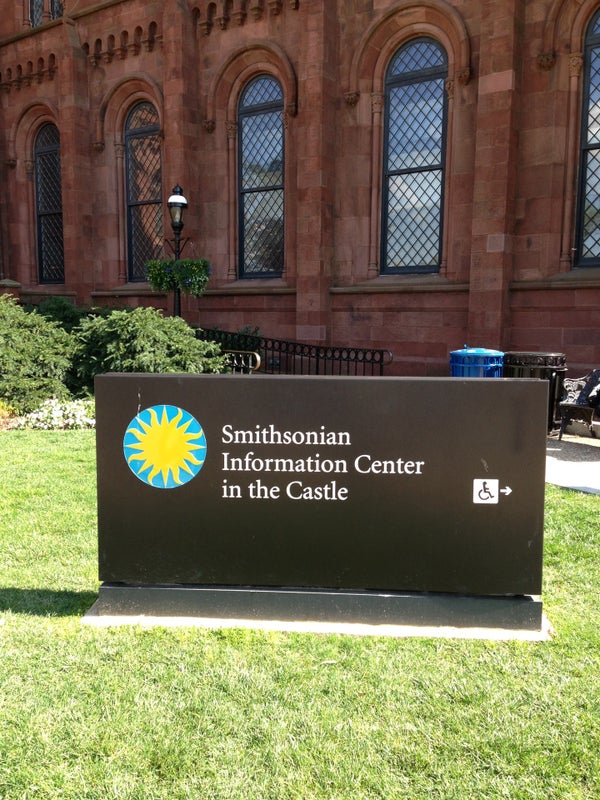 Smithsonian
Information Center
in the Castle